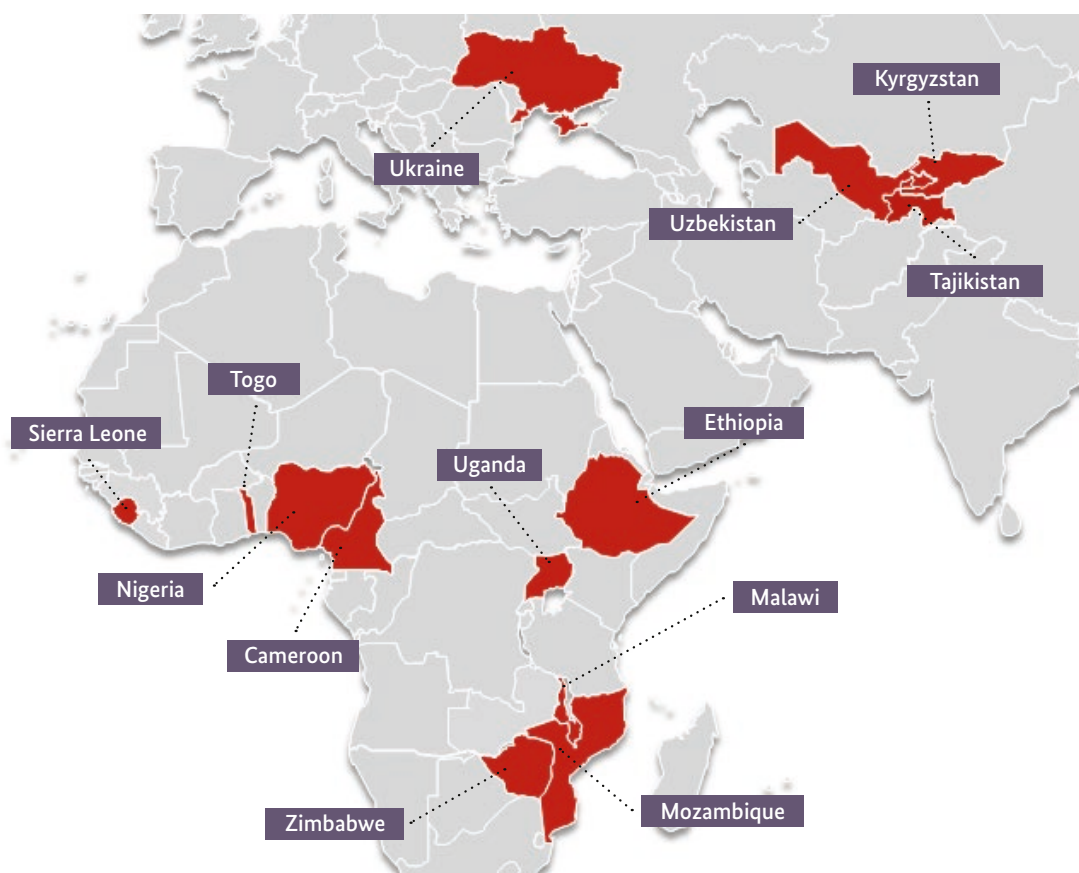 Kyrgyzstan
Ukraine
Uzbekistan
Tajikistan
Togo
Ethiopia
Sierra Leone
Uganda
Nigeria
Malawi
Cameroon
Mozambique
Zimbabwe